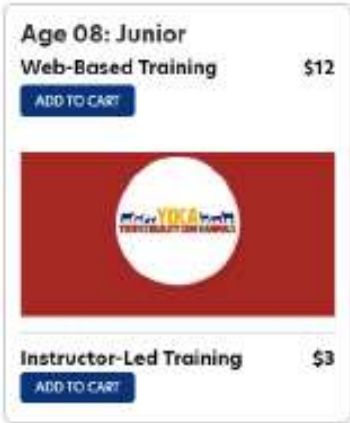 Age 08: Junior
Web-Based Training $12
ADD TO CART
YQCA
Instructor-Led Training $3
ADD TO CART